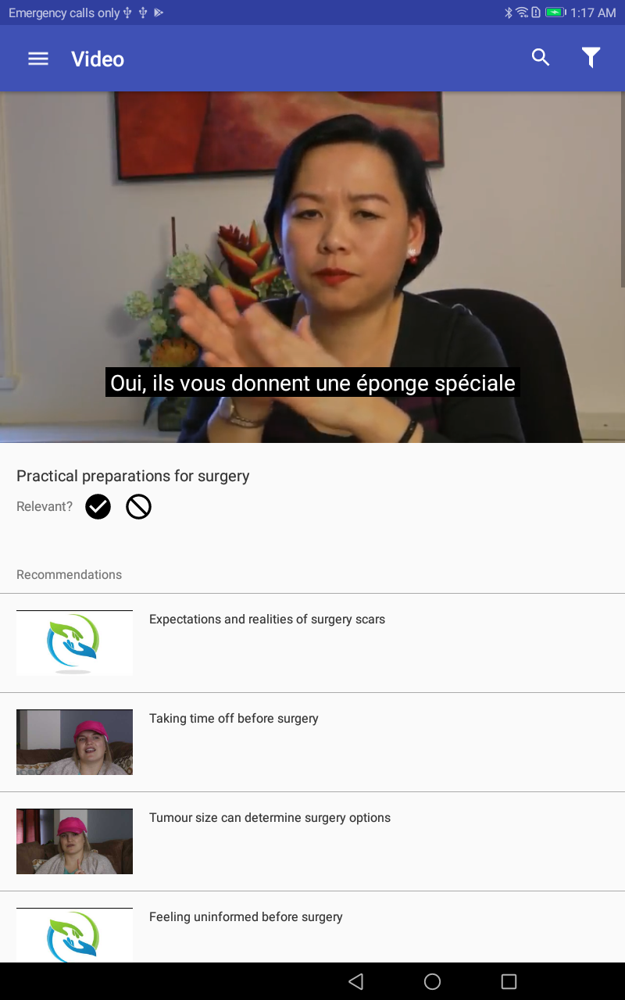 Emergency calls only 1:17 AM
Video
Oui, ils vous donnent une éponge spéciale
Practical preparations for surgery
Relevant?
Recommendations
Expectations and realities of surgery scars
Taking time off before surgery
Tumour size can determine surgery options
Feeling uninformed before surgery